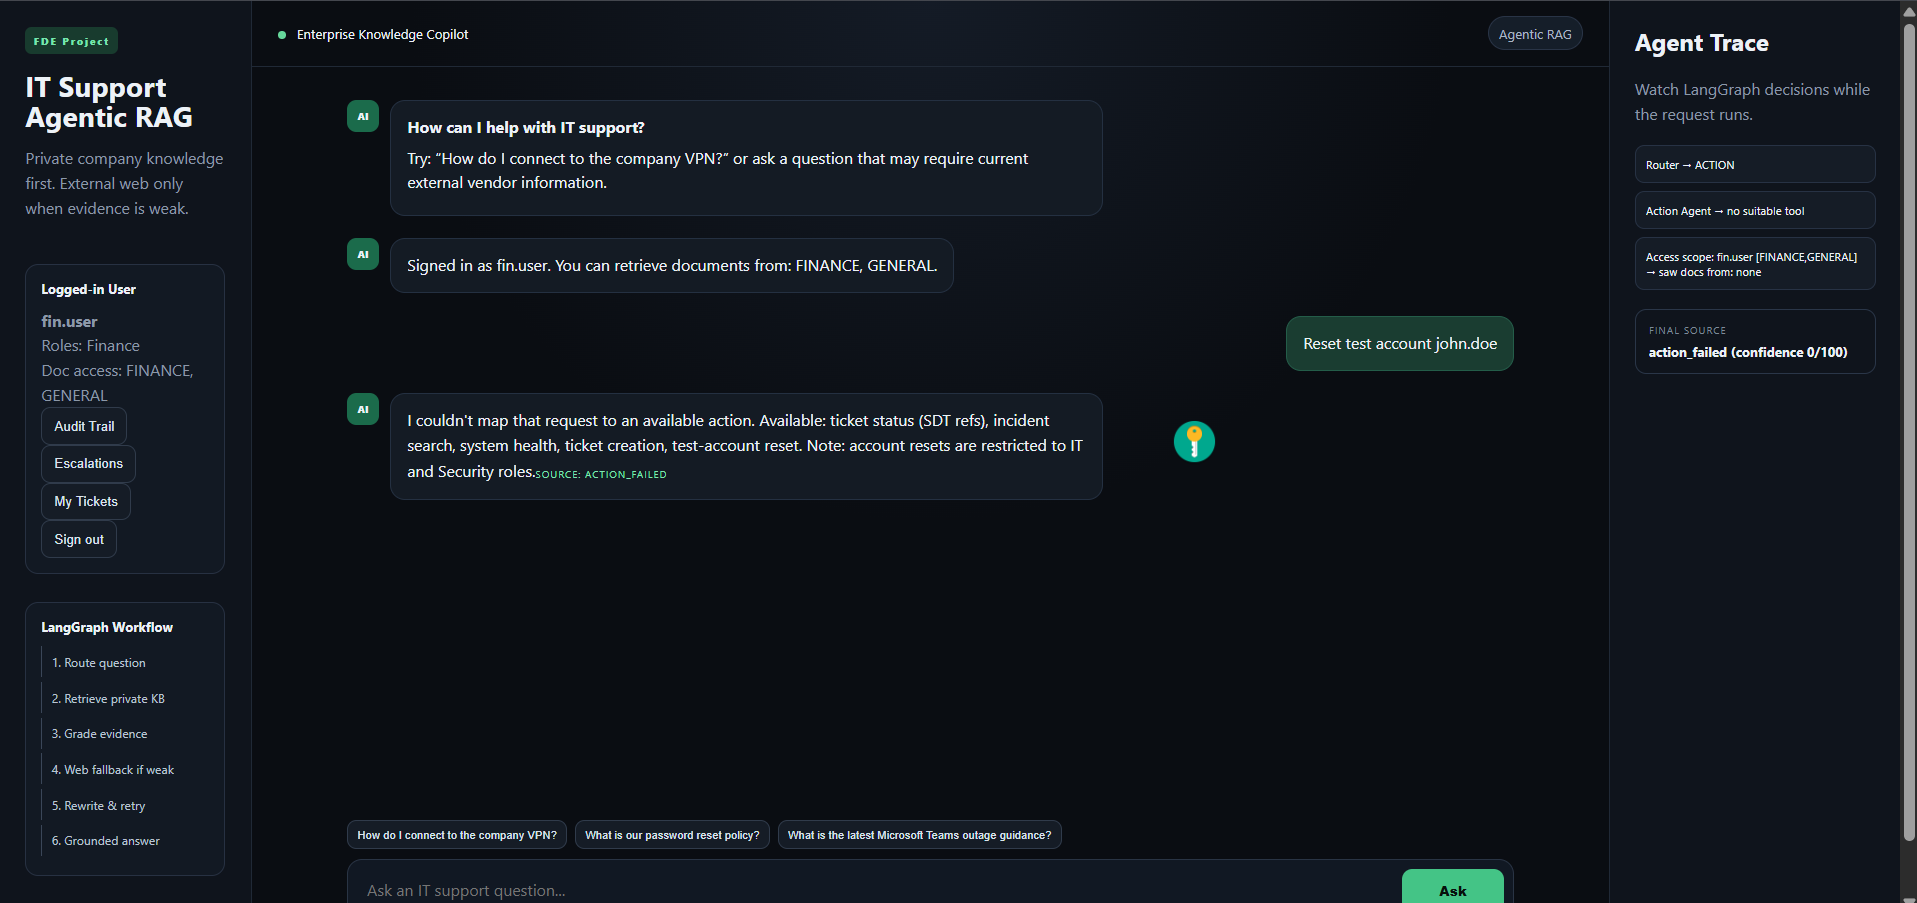 FDE Project
IT Support
Agentic RAG
Private company knowledge
first. External web only
when evidence is weak.
Logged-in User
fin.user
Roles: Finance
Doc access: FINANCE,
GENERAL
Audit Trail
Escalations
My Tickets
Sign out
LangGraph Workflow
1. Route question
2. Retrieve private KB
3. Grade evidence
4. Web fallback if weak
5. Rewrite & retry
6. Grounded answer
Enterprise Knowledge Copilot
Agentic RAG
AI
How can I help with IT support?
Try: “How do I connect to the company VPN?” or ask a question that may require current
external vendor information.
AI
Signed in as fin.user. You can retrieve documents from: FINANCE, GENERAL.
Reset test account john.doe
AI
I couldn't map that request to an available action. Available: ticket status (SDT refs), incident
search, system health, ticket creation, test-account reset. Note: account resets are restricted to IT
and Security roles.SOURCE: ACTION_FAILED
How do I connect to the company VPN?
What is our password reset policy?
What is the latest Microsoft Teams outage guidance?
Ask an IT support question...
Ask
Agent Trace
Watch LangGraph decisions while
the request runs.
Router → ACTION
Action Agent → no suitable tool
Access scope: fin.user [FINANCE,GENERAL]
→ saw docs from: none
FINAL SOURCE
action_failed (confidence 0/100)